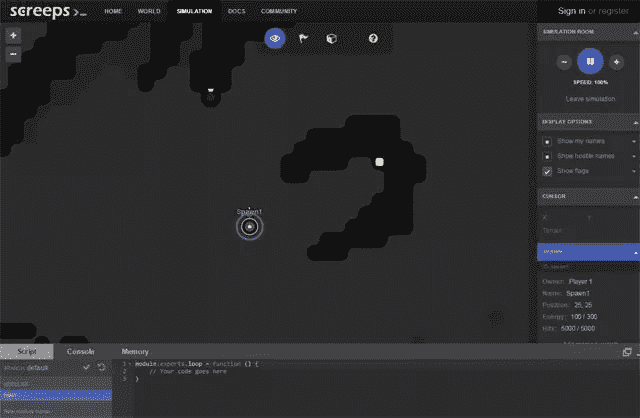 screeps
HOME
WORLD
SIMULATION
DOCS
COMMUNITY
Sign in or register
SIMULATION ROOM
SPEED: 100%
Leave simulation
DISPLAY OPTIONS
Show my names
Show hostile names
Show flags
CURSOR
X:
Y:
Terrain
Spawn1
Owner: Player 1
Name: Spawn1
Position: 25, 25
Energy: 100 / 300
Hits: 5000 / 5000
Script
Console
Memory
BRANCH: default
MODULES
main
1 module.exports.loop = function () {
2 // Your code goes here
3 }